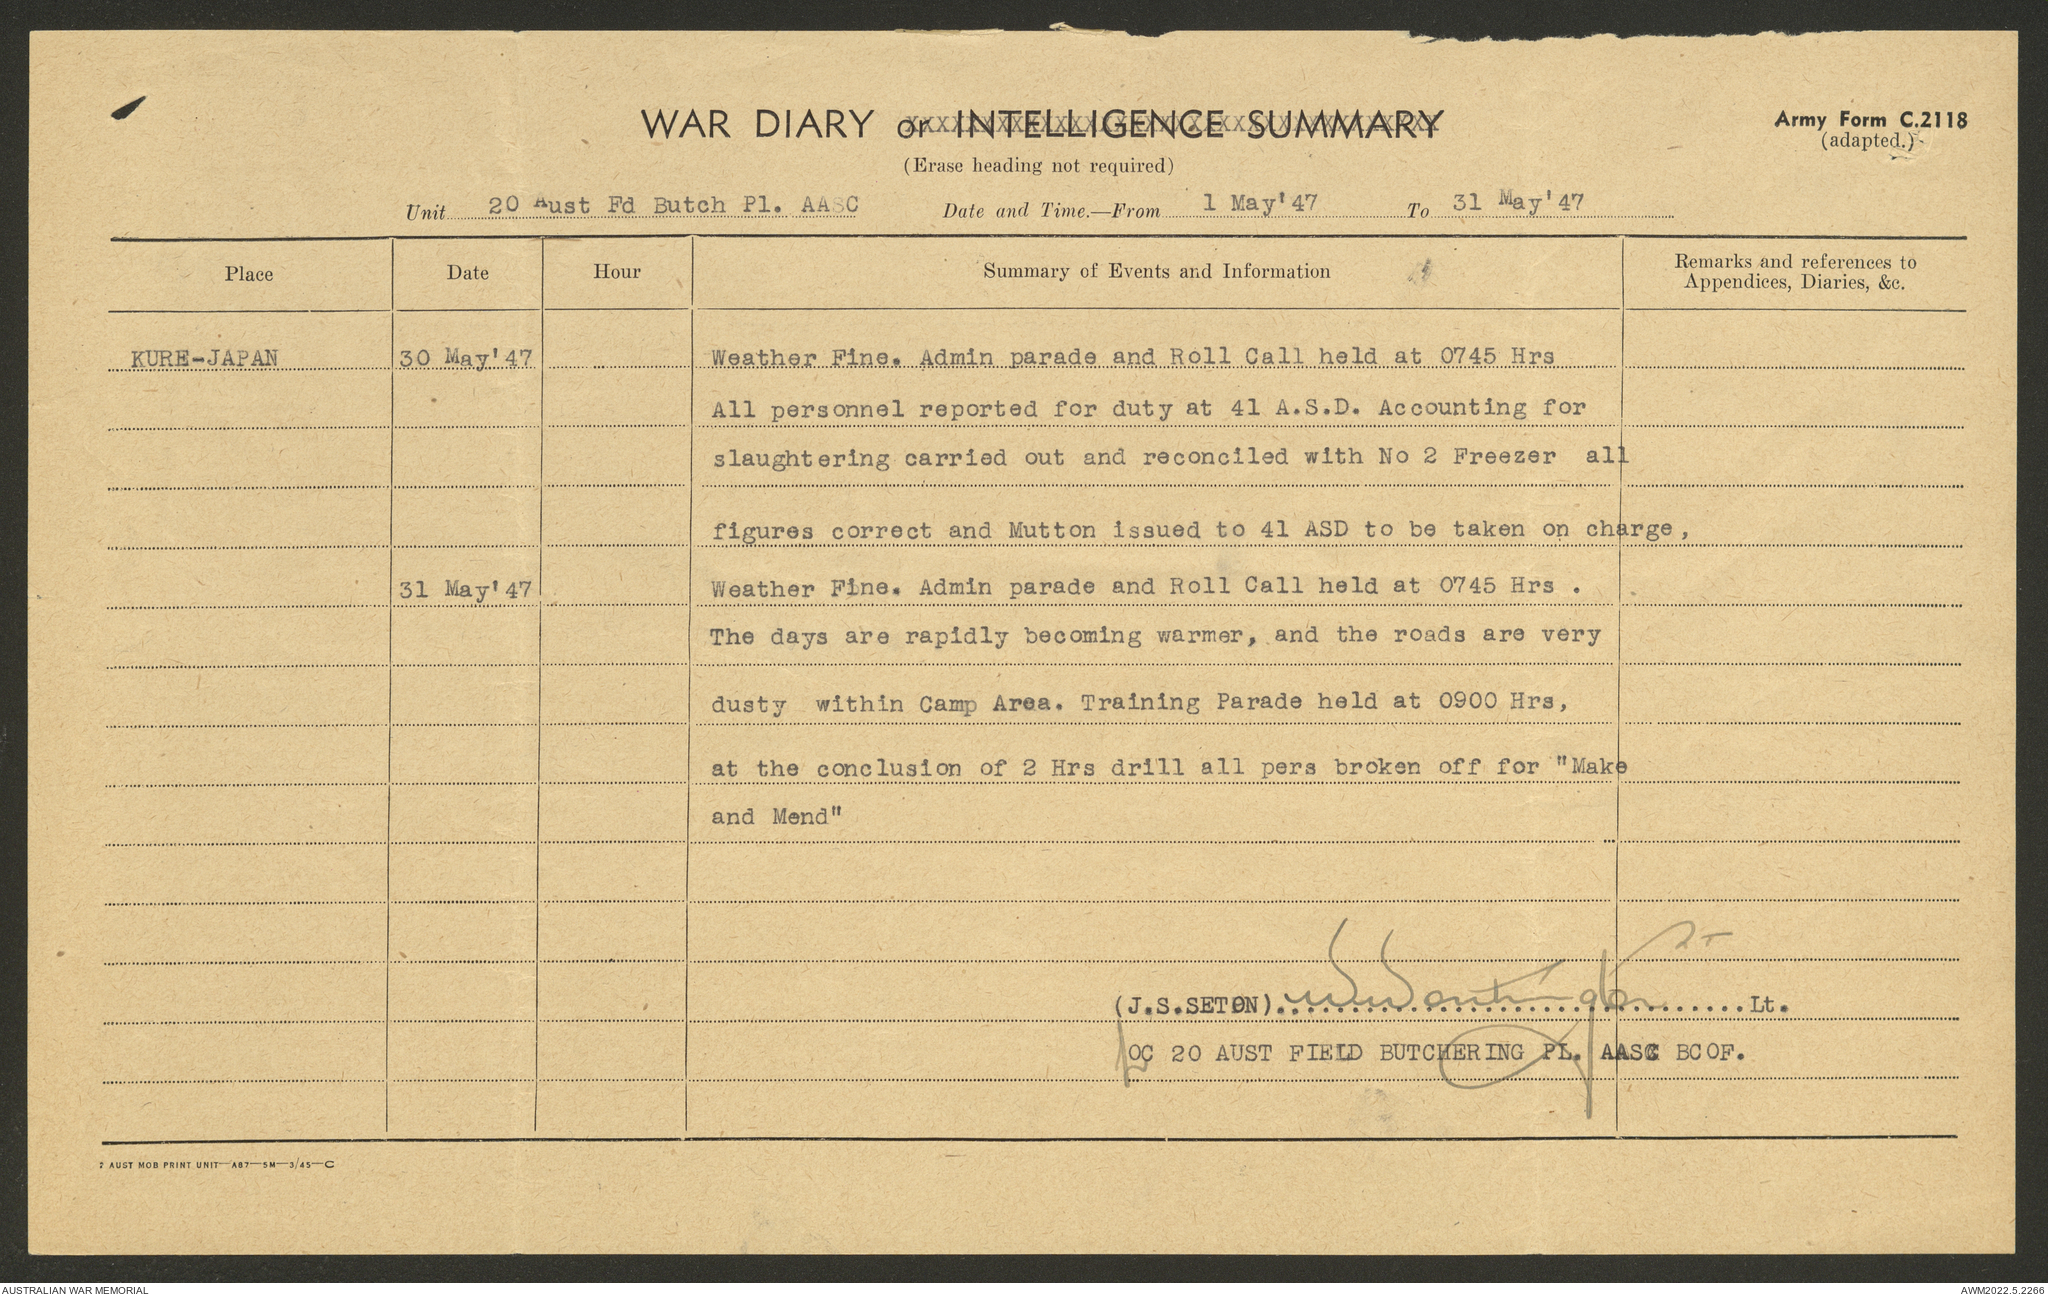 WAR DIARY or INTELLIGENCE SUMMARY
Army Form C.2118
(adapted.)
(Erase heading not required)
Unit 20 Aust Fd Butch Pl. AASC Date and Time.—From 1 May'47 To 31 May'47
Place Date Hour Summary of Events and Information Remarks and references to
Appendices, Diaries, &c.
KURE-JAPAN 30 May'47 Weather Fine. Admin parade and Roll Call held at 0745 Hrs
All personnel reported for duty at 41 A.S.D. Accounting for
slaughtering carried out and reconciled with No 2 Freezer all
figures correct and Mutton issued to 41 ASD to be taken on charge,
31 May'47 Weather Fine. Admin parade and Roll Call held at 0745 Hrs .
The days are rapidly becoming warmer, and the roads are very
dusty within Camp Area. Training Parade held at 0900 Hrs,
at the conclusion of 2 Hrs drill all pers broken off for "Make
and Mend"
(J.S.SETON)................................Lt.
OC 20 AUST FIELD BUTCHERING PL. AASC BCOF.
2 AUST MOB PRINT UNIT—A87—5M—3/45—C
AUSTRALIAN WAR MEMORIAL
AWM2022.5.2266